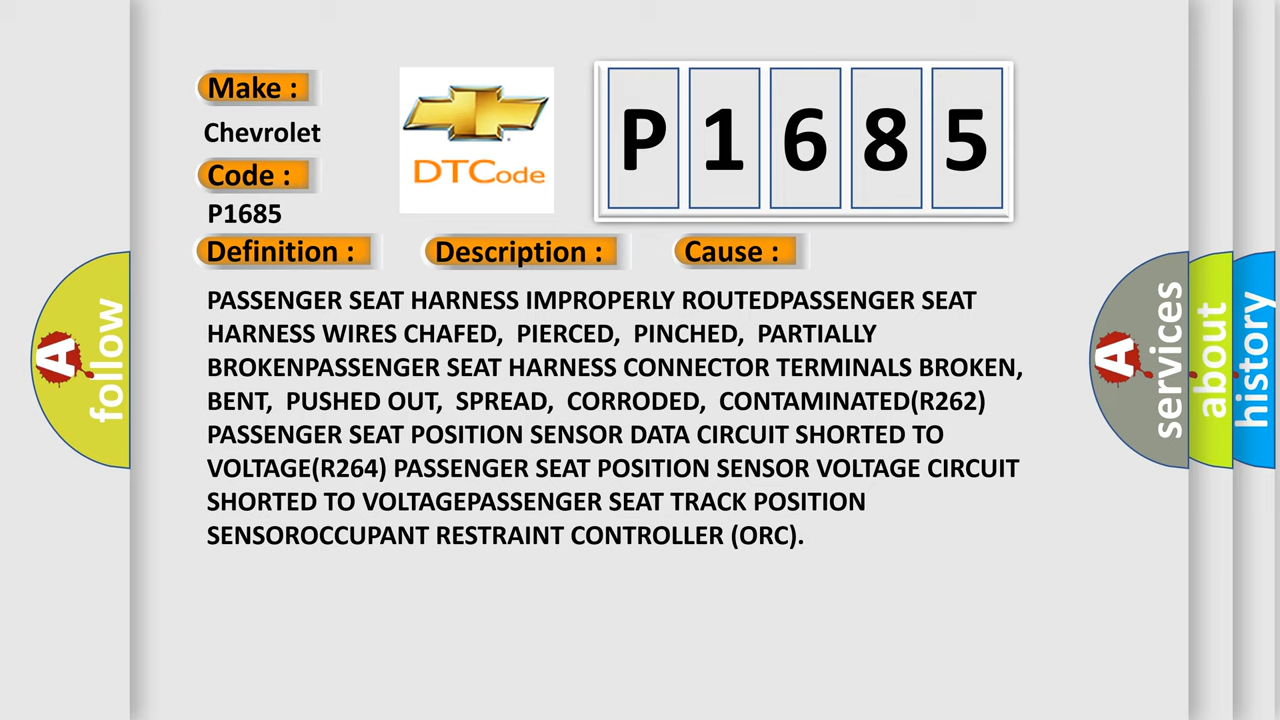 Make :
Chevrolet
Code :
P1685
DTCode
P 1 6 8 5
Definition :
Description :
Cause :
PASSENGER SEAT HARNESS IMPROPERLY ROUTEDPASSENGER SEAT
HARNESS WIRES CHAFED, PIERCED, PINCHED, PARTIALLY
BROKENPASSENGER SEAT HARNESS CONNECTOR TERMINALS BROKEN,
BENT, PUSHED OUT, SPREAD, CORRODED, CONTAMINATED(R262)
PASSENGER SEAT POSITION SENSOR DATA CIRCUIT SHORTED TO
VOLTAGE(R264) PASSENGER SEAT POSITION SENSOR VOLTAGE CIRCUIT
SHORTED TO VOLTAGEPASSENGER SEAT TRACK POSITION
SENSOROCCUPANT RESTRAINT CONTROLLER (ORC).
A
follow
A
services
about
history